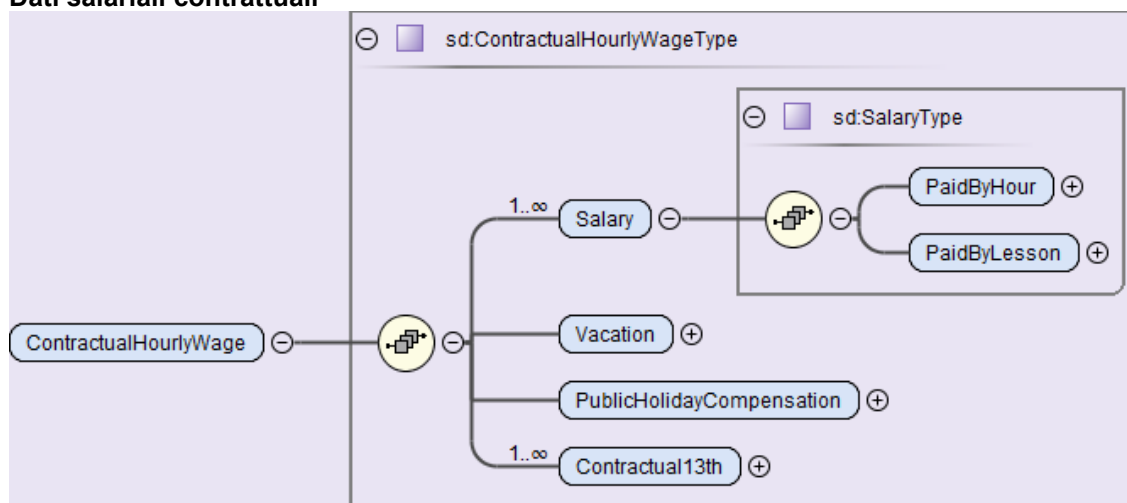 Dati salariali contrattuali
sd:ContractualHourlyWageType
sd:SalaryType
PaidByHour
1..∞
Salary
PaidByLesson
Vacation
ContractualHourlyWage
PublicHolidayCompensation
1..∞
Contractual13th